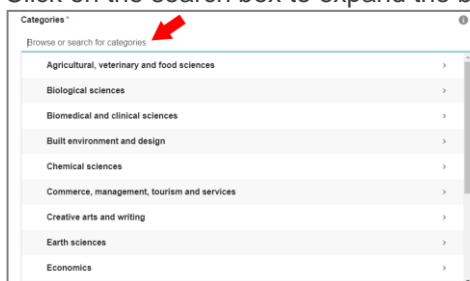 Click on the search box to expand the b
Categories *
Browse or search for categories
Agricultural, veterinary and food sciences
Biological sciences
Biomedical and clinical sciences
Built environment and design
Chemical sciences
Commerce, management, tourism and services
Creative arts and writing
Earth sciences
Economics